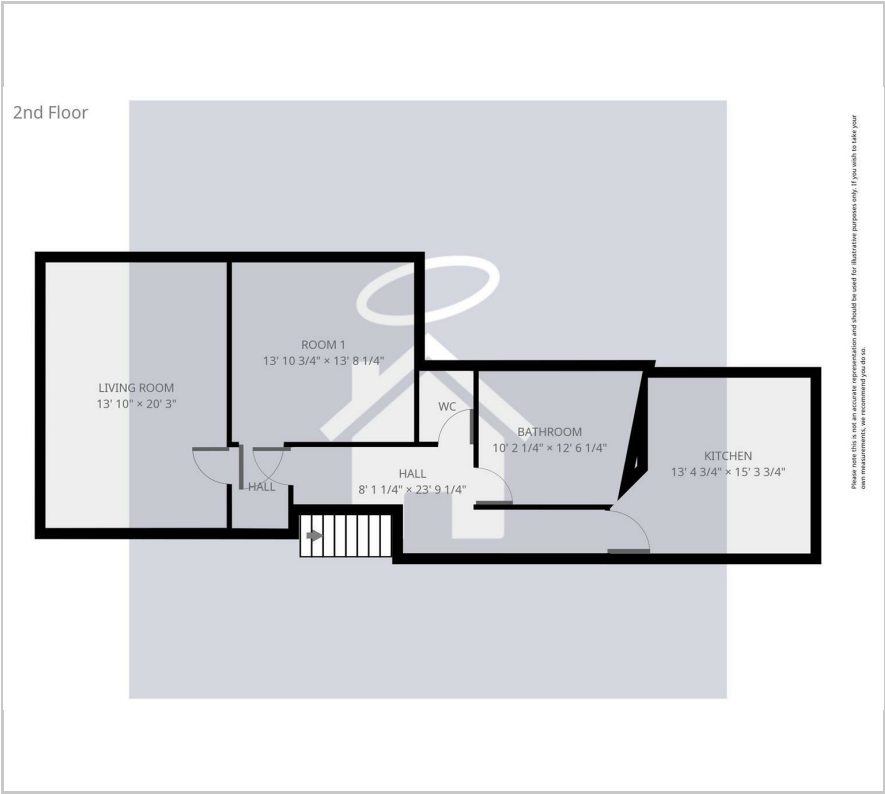 2nd Floor
ROOM 1
13' 10 3/4" × 13' 8 1/4"
LIVING ROOM
13' 10" × 20' 3"
WC
BATHROOM
10' 2 1/4" × 12' 6 1/4"
KITCHEN
13' 4 3/4" × 15' 3 3/4"
HALL
8' 1 1/4" × 23' 9 1/4"
HALL
Please note this is not an accurate representation and should be used for illustrative purposes only. If you wish to take your
own measurements, we recommend you do so.